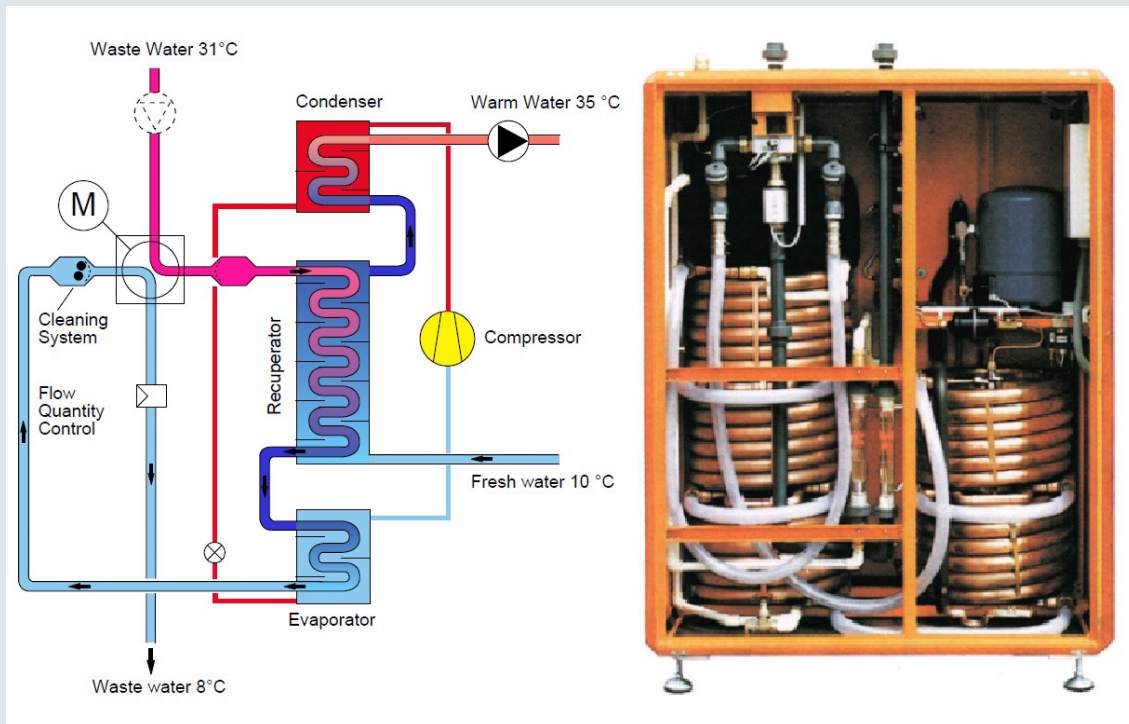 Waste Water 31°C
Condenser
Warm Water 35 °C
M
Cleaning
System
Recuperator
Compressor
Flow
Quantity
Control
Fresh water 10 °C
Evaporator
Waste water 8°C